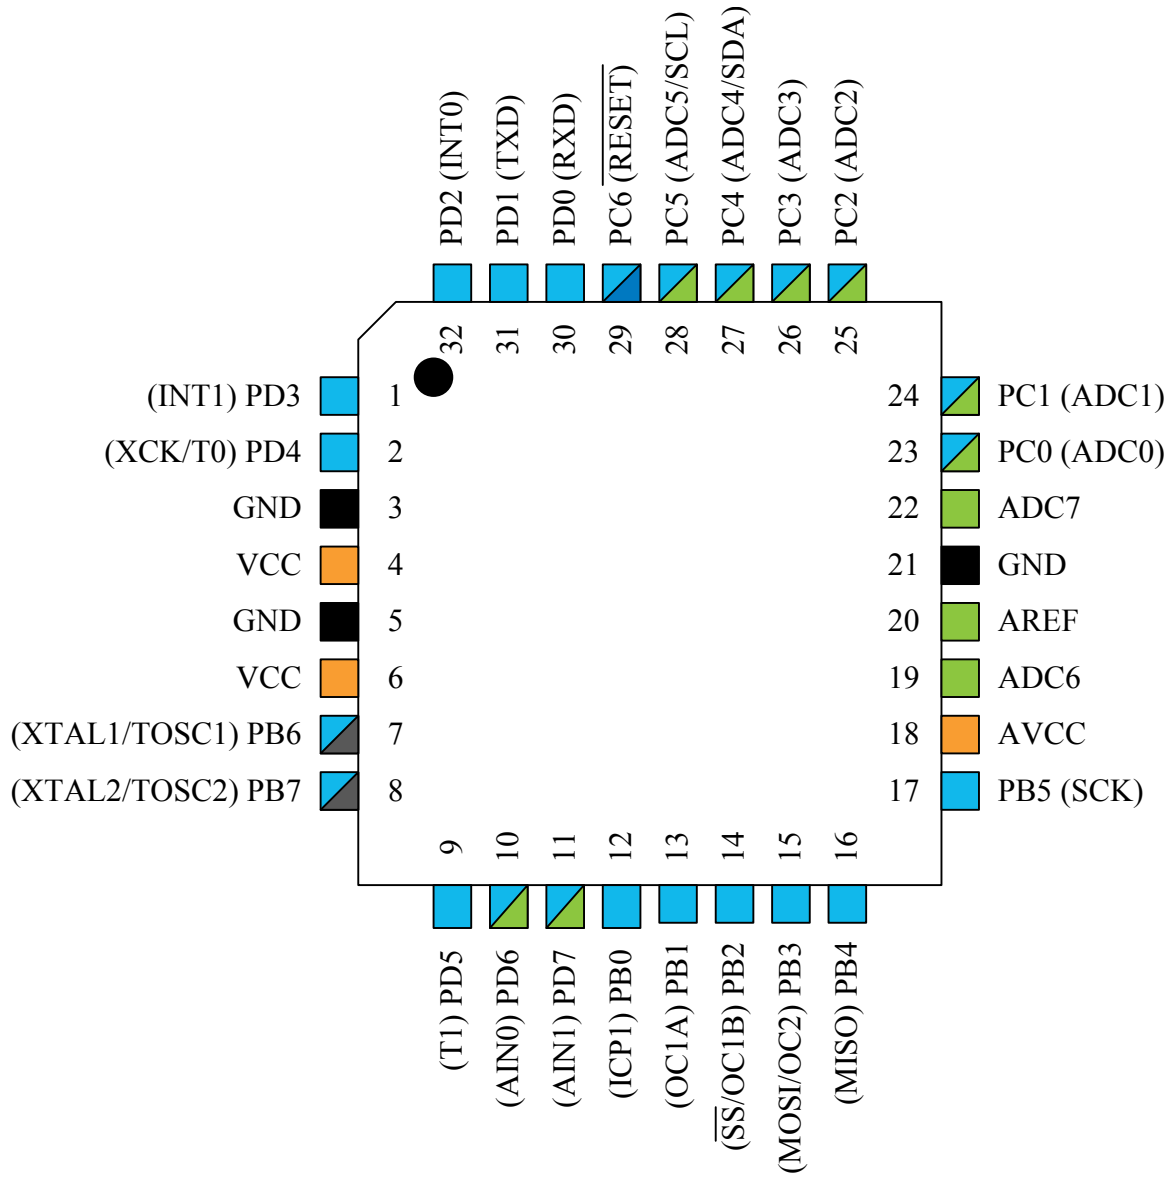 PD2 (INT0)
PD1 (TXD)
PD0 (RXD)
PC6 (RESET)
PC5 (ADC5/SCL)
PC4 (ADC4/SDA)
PC3 (ADC3)
PC2 (ADC2)
32
31
30
29
28
27
26
25
(INT1) PD3 1
(XCK/T0) PD4 2
GND 3
VCC 4
GND 5
VCC 6
(XTAL1/TOSC1) PB6 7
(XTAL2/TOSC2) PB7 8
24 PC1 (ADC1)
23 PC0 (ADC0)
22 ADC7
21 GND
20 AREF
19 ADC6
18 AVCC
17 PB5 (SCK)
9
10
11
12
13
14
15
16
(T1) PD5
(AIN0) PD6
(AIN1) PD7
(ICP1) PB0
(OC1A) PB1
(SS/OC1B) PB2
(MOSI/OC2) PB3
(MISO) PB4